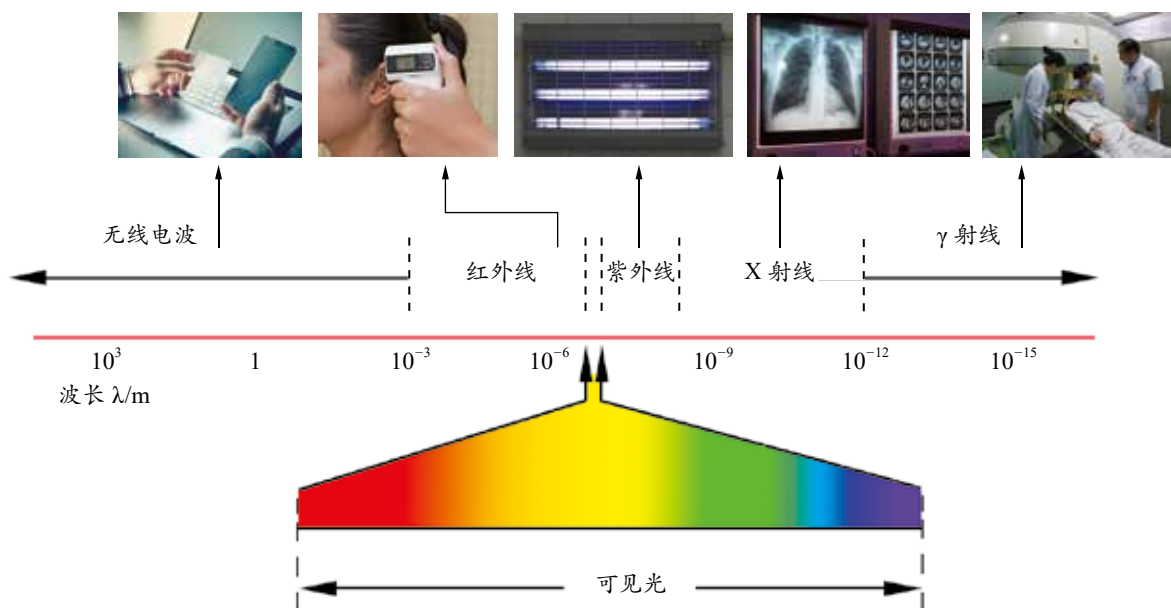 无线电波
γ 射线
红外线
紫外线
X 射线
10³ 1 10⁻³ 10⁻⁶ 10⁻⁹ 10⁻¹² 10⁻¹⁵
波长 λ/m
可见光